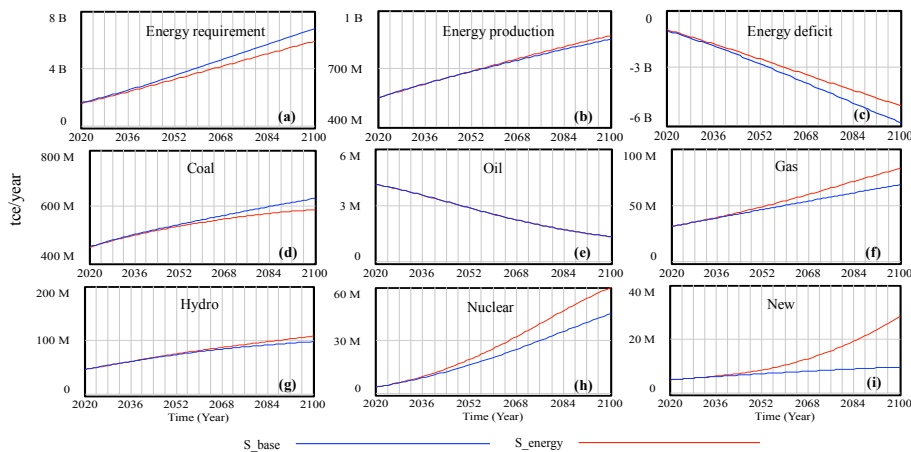 8 B
4 B
0
Energy requirement
(a)
2020 2036 2052 2068 2084 2100
1 B
700 M
400 M
Energy production
(b)
2020 2036 2052 2068 2084 2100
0
-3 B
-6 B
Energy deficit
(c)
2020 2036 2052 2068 2084 2100
tce/year
800 M
600 M
400 M
Coal
(d)
2020 2036 2052 2068 2084 2100
6 M
3 M
0
Oil
(e)
2020 2036 2052 2068 2084 2100
100 M
50 M
0
Gas
(f)
2020 2036 2052 2068 2084 2100
200 M
100 M
0
Hydro
(g)
2020 2036 2052 2068 2084 2100
Time (Year)
60 M
30 M
0
Nuclear
(h)
2020 2036 2052 2068 2084 2100
Time (Year)
40 M
20 M
0
New
(i)
2020 2036 2052 2068 2084 2100
Time (Year)
S_base
S_energy